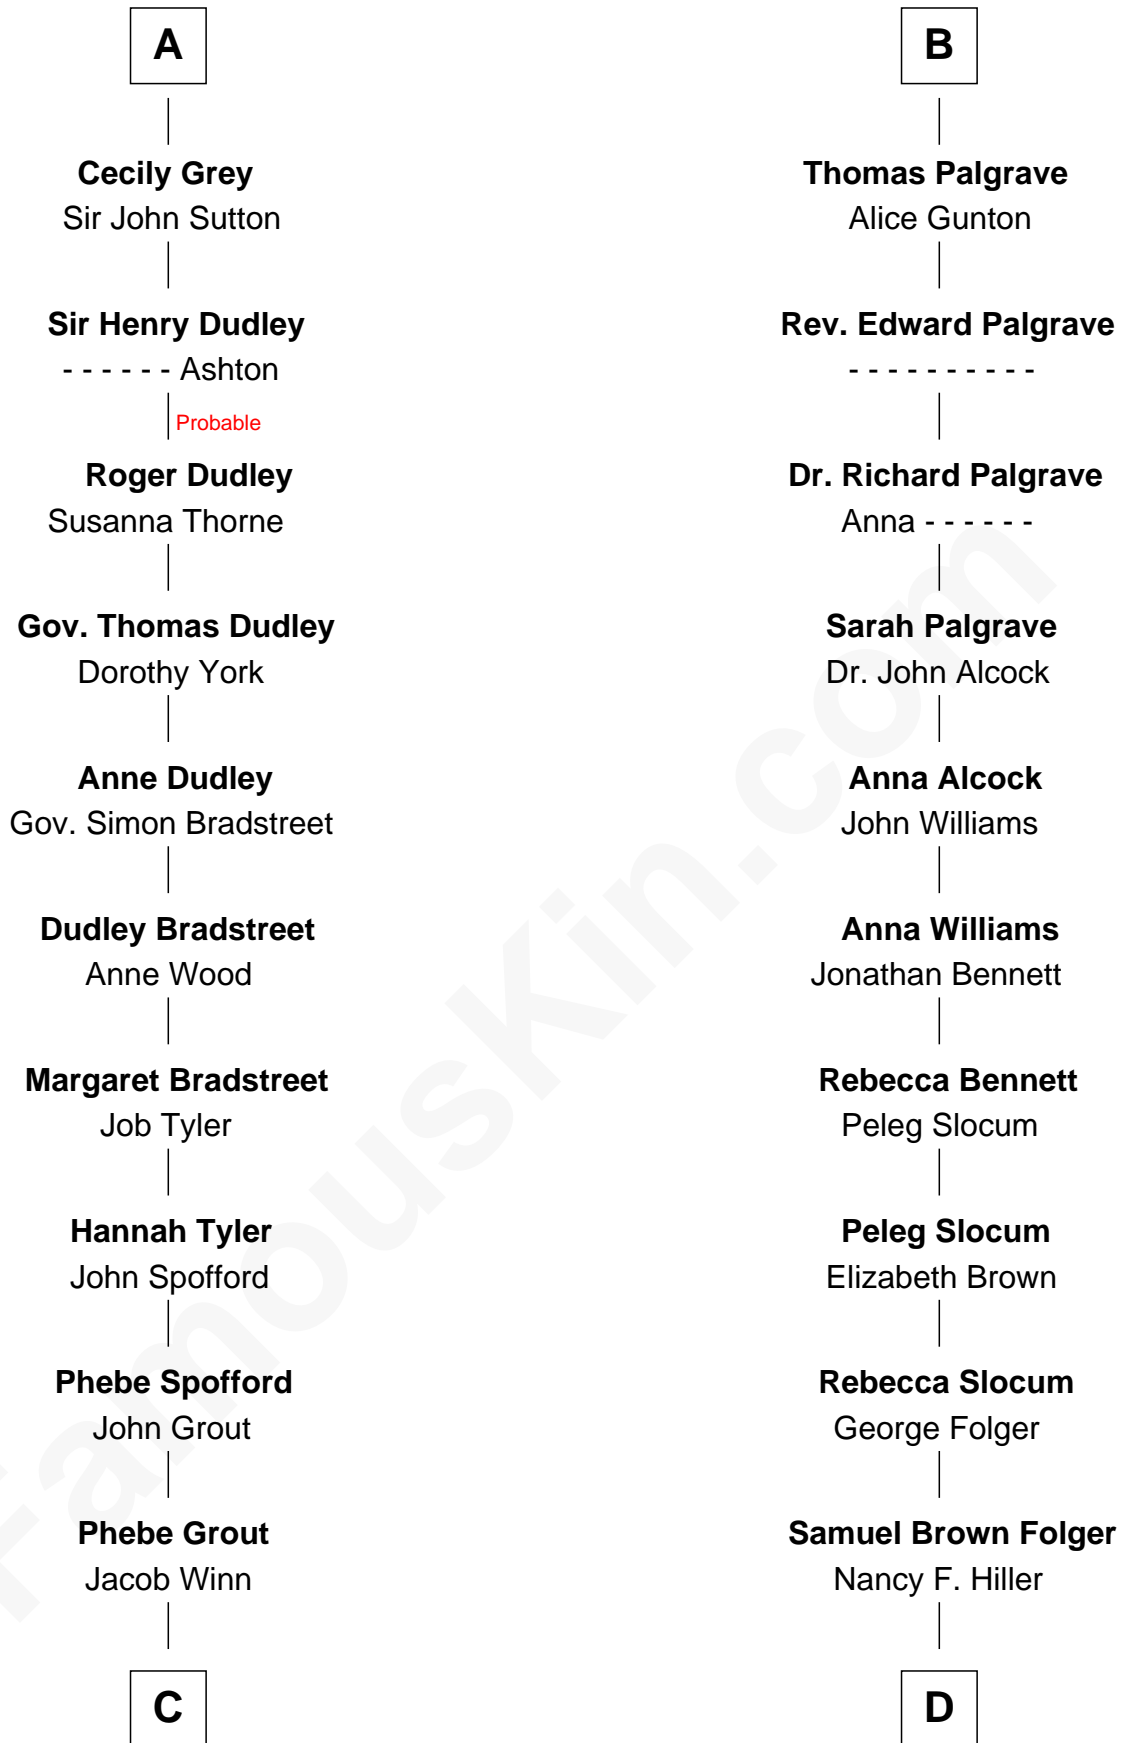 A
Cecily Grey
Sir John Sutton
Sir Henry Dudley
- - - - - - Ashton
Probable
Roger Dudley
Susanna Thorne
Gov. Thomas Dudley
Dorothy York
Anne Dudley
Gov. Simon Bradstreet
Dudley Bradstreet
Anne Wood
Margaret Bradstreet
Job Tyler
Hannah Tyler
John Spofford
Phebe Spofford
John Grout
Phebe Grout
Jacob Winn
C
B
Thomas Palgrave
Alice Gunton
Rev. Edward Palgrave
- - - - - - - - - -
Dr. Richard Palgrave
Anna - - - - - -
Sarah Palgrave
Dr. John Alcock
Anna Alcock
John Williams
Anna Williams
Jonathan Bennett
Rebecca Bennett
Peleg Slocum
Peleg Slocum
Elizabeth Brown
Rebecca Slocum
George Folger
Samuel Brown Folger
Nancy F. Hiller
D
FamousKin.com